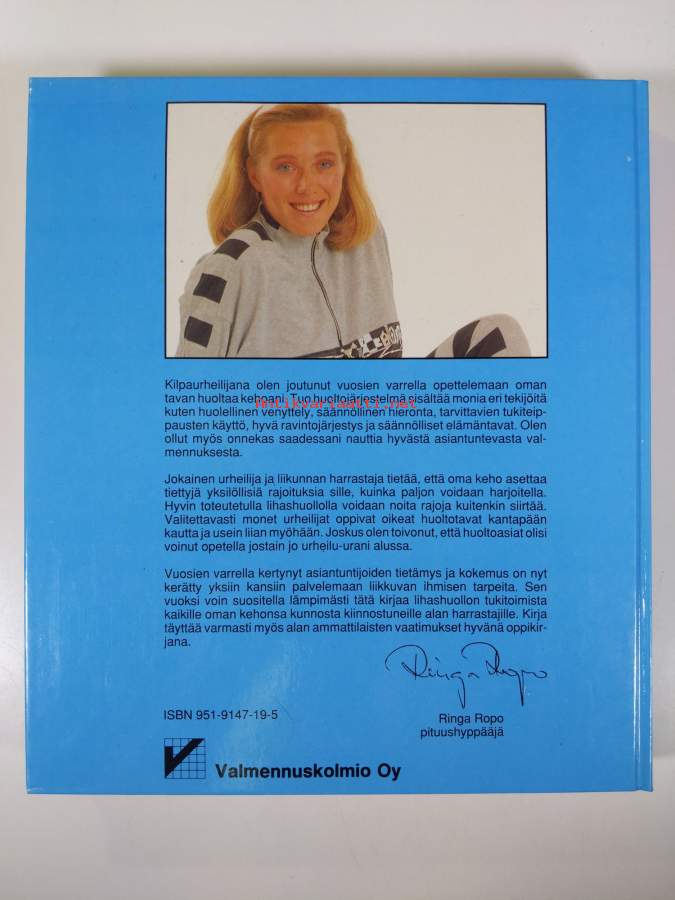 Kilpaurheilijana olen joutunut vuosien varrella opettelemaan oman
tavan huoltaa kehoani. Tuo huoltojärjestelmä sisältää monia eri tekijöitä
antikvariaatti.net
kuten huolellinen venyttely, säännöllinen hieronta, tarvittavien tukiteip-
pausten käyttö, hyvä ravintojärjestys ja säännölliset elämäntavat. Olen
ollut myös onnekas saadessani nauttia hyvästä asiantuntevasta val-
mennuksesta.
Jokainen urheilija ja liikunnan harrastaja tietää, että oma keho asettaa
tiettyjä yksilöllisiä rajoituksia sille, kuinka paljon voidaan harjoitella.
Hyvin toteutetulla lihashuollolla voidaan noita rajoja kuitenkin siirtää.
Valitettavasti monet urheilijat oppivat oikeat huoltotavat kantapään
kautta ja usein liian myöhään. Joskus olen toivonut, että huoltoasiat olisi
voinut opetella jostain jo urheilu-urani alussa.
Vuosien varrella kertynyt asiantuntijoiden tietämys ja kokemus on nyt
kerätty yksiin kansiin palvelemaan liikkuvan ihmisen tarpeita. Sen
vuoksi voin suositella lämpimästi tätä kirjaa lihashuollon tukitoimista
kaikille oman kehonsa kunnosta kiinnostuneille alan harrastajille. Kirja
täyttää varmasti myös alan ammattilaisten vaatimukset hyvänä oppikir-
jana.
Ringa Ropo
ISBN 951-9147-19-5
Ringa Ropo
pituushyppääjä
Valmennuskolmio Oy